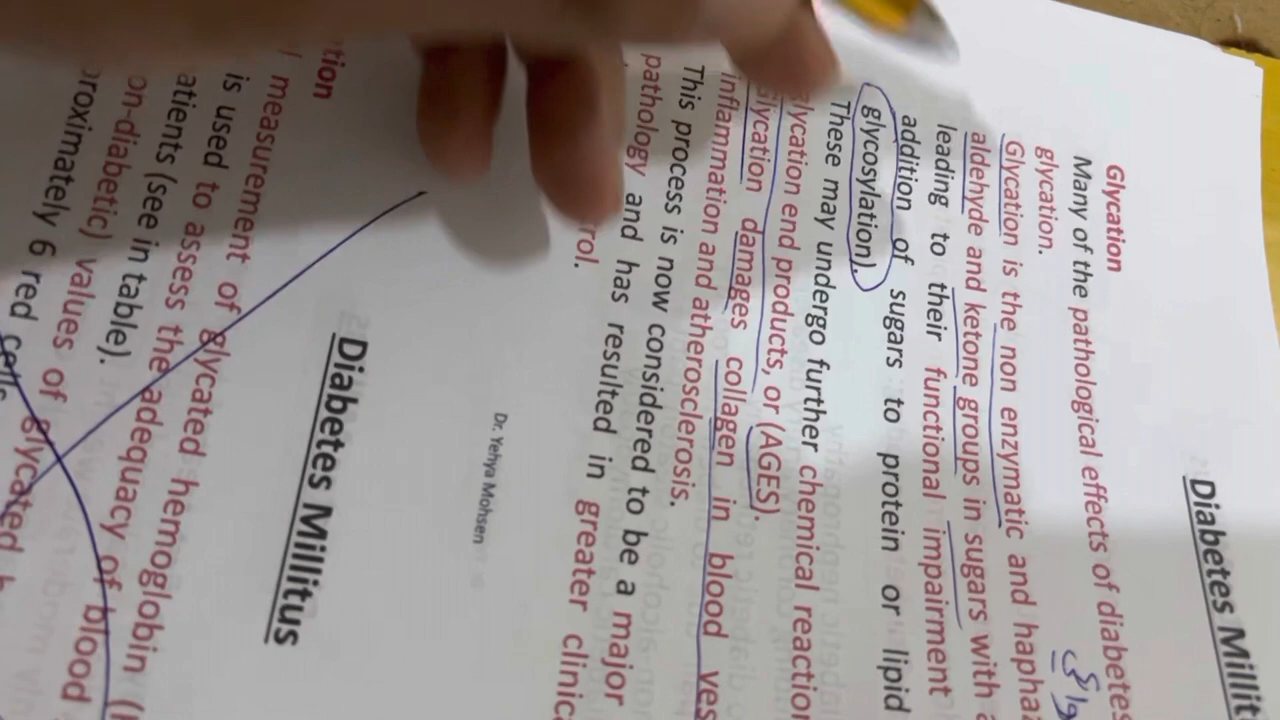 Diabetes Millit
Glycation
Many of the pathological effects of diabetes
glycation.
Glycation is the non enzymatic and haphaz
aldehyde and ketone groups in sugars with a
leading to their functional impairment
addition of sugars to protein or lipid
glycosylation).
These may undergo further chemical reaction
lycation end products, or (AGES).
lycation damages collagen in blood ves
inflammation and atherosclerosis.
This process is now considered to be a major
pathology and has resulted in greater clinica
rol.
Dr. Yehya Mohsen
Diabetes Millitus
tion
measurement of glycated hemoglobin (
is used to assess the adequacy of blood
atients (see in table).
on-diabetic) values of glycated h
proximately 6 red cells